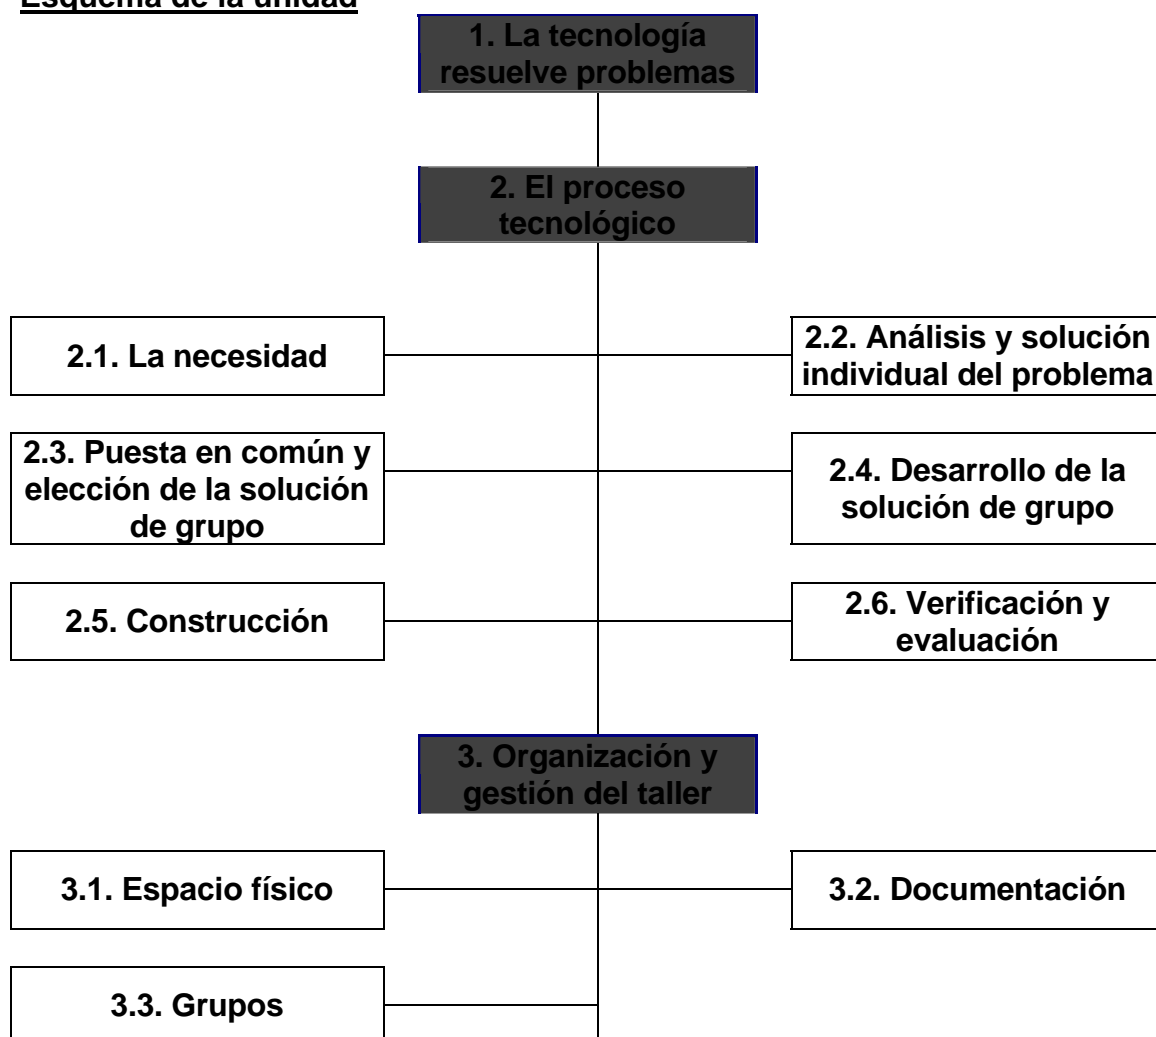 Esquema de la unidad
1. La tecnología
resuelve problemas
2. El proceso
tecnológico
2.1. La necesidad
2.2. Análisis y solución
individual del problema
2.3. Puesta en común y
elección de la solución
de grupo
2.4. Desarrollo de la
solución de grupo
2.5. Construcción
2.6. Verificación y
evaluación
3. Organización y
gestión del taller
3.1. Espacio físico
3.2. Documentación
3.3. Grupos